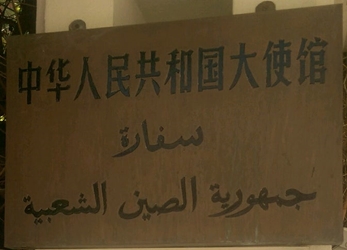 中华人民共和国大使馆
سفارة
جمهورية الصين الشعبية